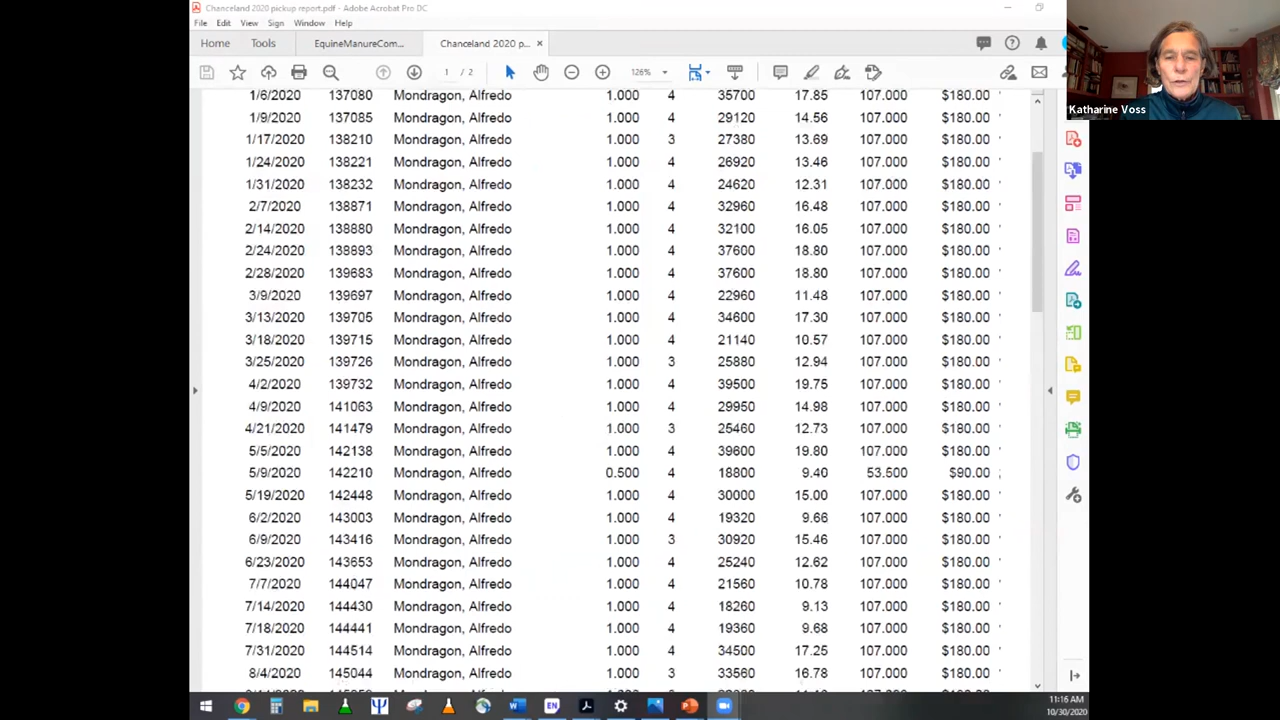 Chanceland 2020 pickup report.pdf - Adobe Acrobat Pro DC
File Edit View Sign Window Help
Home Tools EquineManureCom... Chanceland 2020 p... ×
1 / 2 126%
Katharine Voss
1/6/2020 137080 Mondragon, Alfredo 1.000 4 35700 17.85 107.000 $180.00
1/9/2020 137085 Mondragon, Alfredo 1.000 4 29120 14.56 107.000 $180.00
1/17/2020 138210 Mondragon, Alfredo 1.000 3 27380 13.69 107.000 $180.00
1/24/2020 138221 Mondragon, Alfredo 1.000 4 26920 13.46 107.000 $180.00
1/31/2020 138232 Mondragon, Alfredo 1.000 4 24620 12.31 107.000 $180.00
2/7/2020 138871 Mondragon, Alfredo 1.000 4 32960 16.48 107.000 $180.00
2/14/2020 138880 Mondragon, Alfredo 1.000 4 32100 16.05 107.000 $180.00
2/24/2020 138893 Mondragon, Alfredo 1.000 4 37600 18.80 107.000 $180.00
2/28/2020 139683 Mondragon, Alfredo 1.000 4 37600 18.80 107.000 $180.00
3/9/2020 139697 Mondragon, Alfredo 1.000 4 22960 11.48 107.000 $180.00
3/13/2020 139705 Mondragon, Alfredo 1.000 4 34600 17.30 107.000 $180.00
3/18/2020 139715 Mondragon, Alfredo 1.000 4 21140 10.57 107.000 $180.00
3/25/2020 139726 Mondragon, Alfredo 1.000 3 25880 12.94 107.000 $180.00
4/2/2020 139732 Mondragon, Alfredo 1.000 4 39500 19.75 107.000 $180.00
4/9/2020 141063 Mondragon, Alfredo 1.000 4 29950 14.98 107.000 $180.00
4/21/2020 141479 Mondragon, Alfredo 1.000 3 25460 12.73 107.000 $180.00
5/5/2020 142138 Mondragon, Alfredo 1.000 4 39600 19.80 107.000 $180.00
5/9/2020 142210 Mondragon, Alfredo 0.500 4 18800 9.40 53.500 $90.00
5/19/2020 142448 Mondragon, Alfredo 1.000 4 30000 15.00 107.000 $180.00
6/2/2020 143003 Mondragon, Alfredo 1.000 4 19320 9.66 107.000 $180.00
6/9/2020 143416 Mondragon, Alfredo 1.000 3 30920 15.46 107.000 $180.00
6/23/2020 143653 Mondragon, Alfredo 1.000 4 25240 12.62 107.000 $180.00
7/7/2020 144047 Mondragon, Alfredo 1.000 4 21560 10.78 107.000 $180.00
7/14/2020 144430 Mondragon, Alfredo 1.000 4 18260 9.13 107.000 $180.00
7/18/2020 144441 Mondragon, Alfredo 1.000 4 19360 9.68 107.000 $180.00
7/31/2020 144514 Mondragon, Alfredo 1.000 4 34500 17.25 107.000 $180.00
8/4/2020 145044 Mondragon, Alfredo 1.000 3 33560 16.78 107.000 $180.00
EN
11:16 AM
10/30/2020